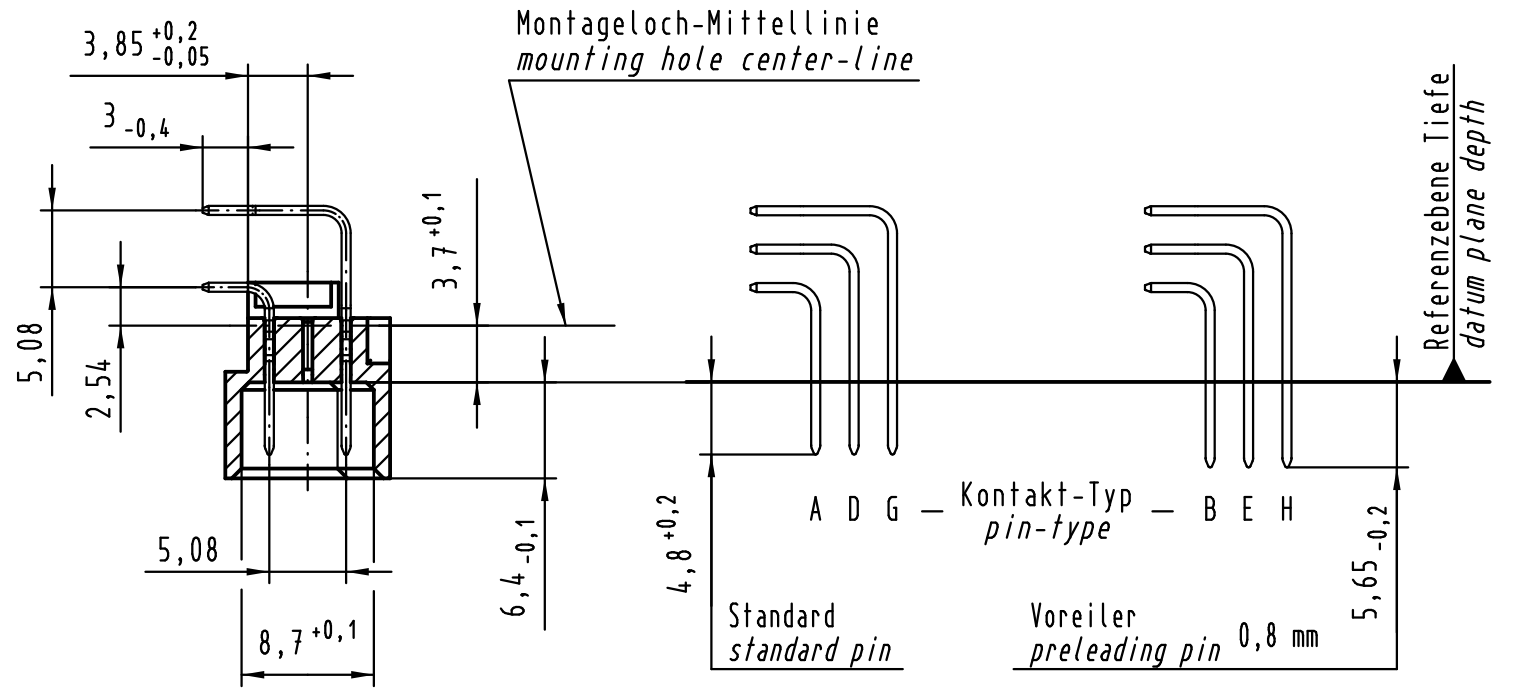 Montageloch-Mittellinie
mounting hole center-line
3,85 +0,2 -0,05
3 -0,4
5,08
2,54
3,7 +0,1
6,4 -0,1
5,08
8,7 +0,1
Referenzebene Tiefe
datum plane depth
A D G — Kontakt-Typ — B E H
pin-type
4,8 +0,2
5,65 -0,2
Standard
standard pin
Voreiler
preleading pin 0,8 mm